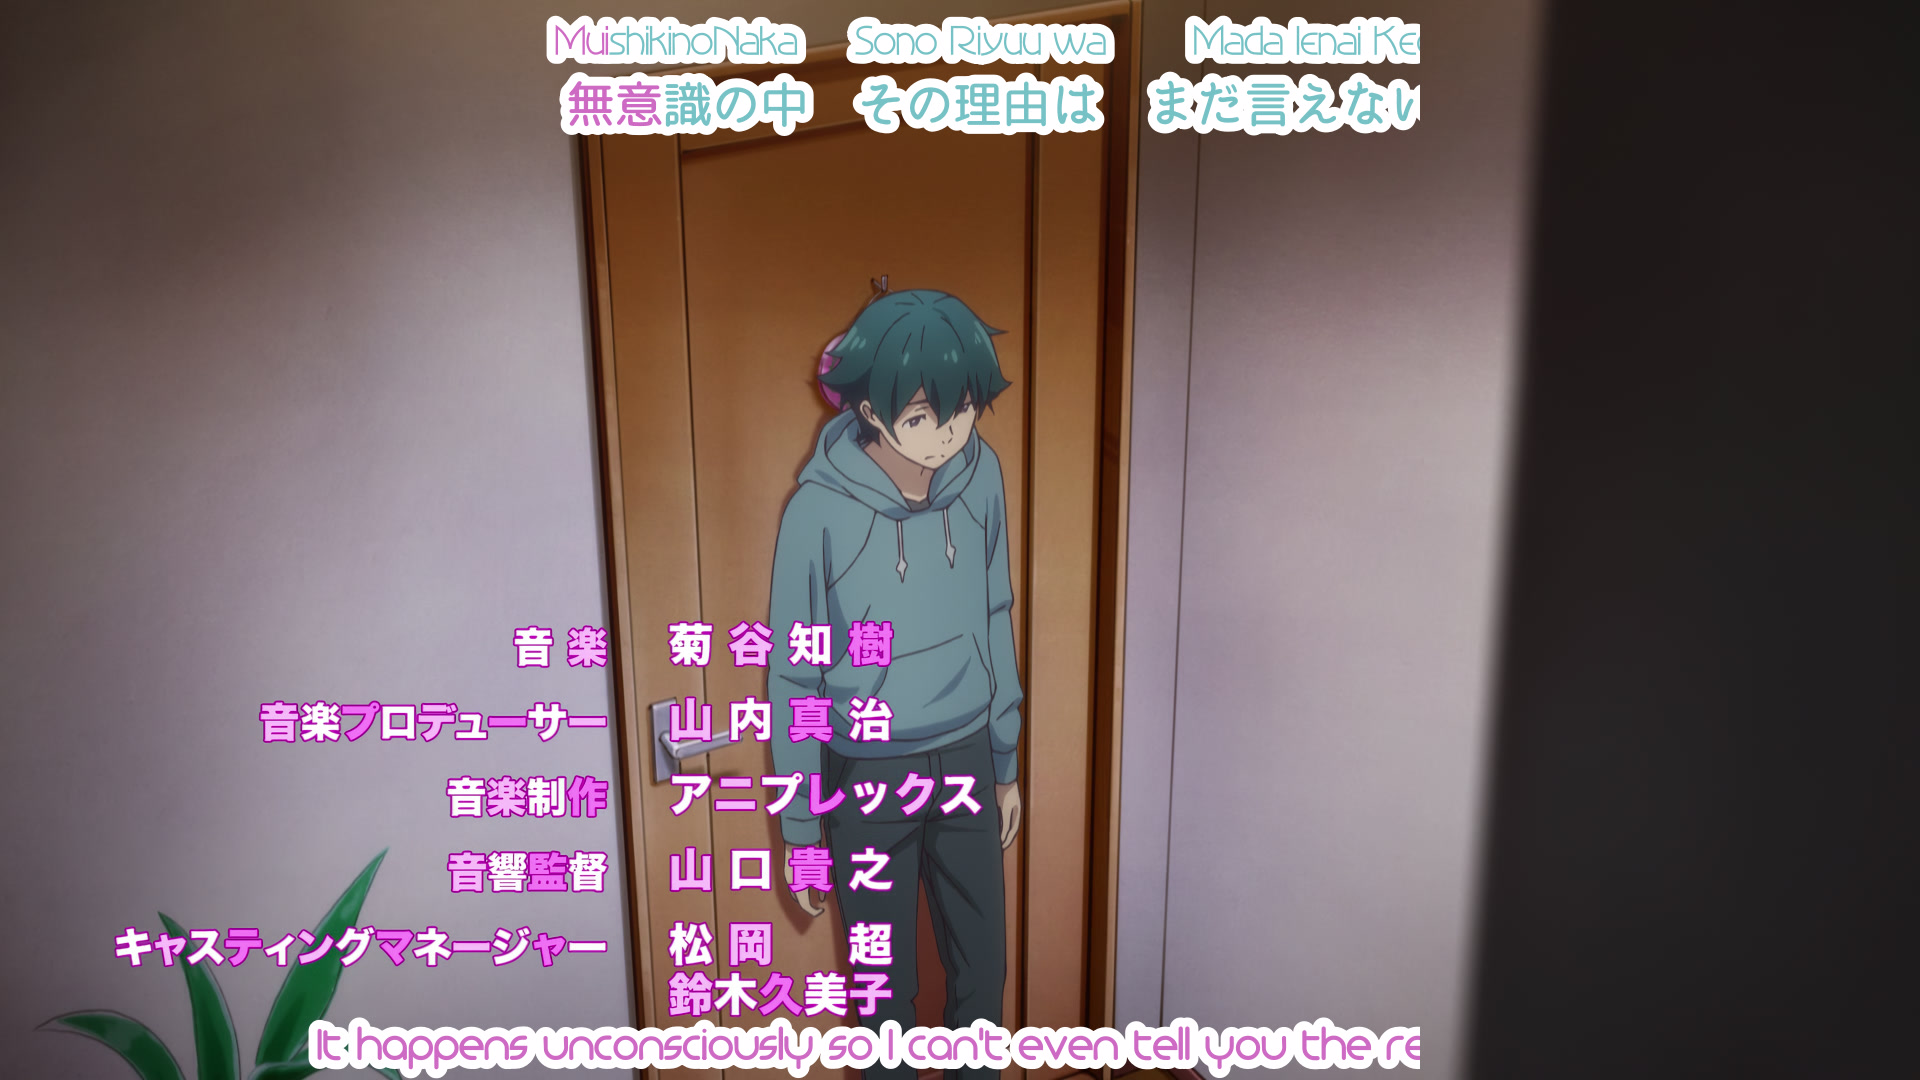 MuishikinoNaka Sono Riyuu wa Mada Ienai Ke
無意識の中 その理由は まだ言えない
音楽 菊谷知樹
音楽プロデューサー 山内真治
音楽制作 アニプレックス
音響監督 山口貴之
キャスティングマネージャー 松岡 超
鈴木久美子
It happens unconsciously so I can't even tell you the re